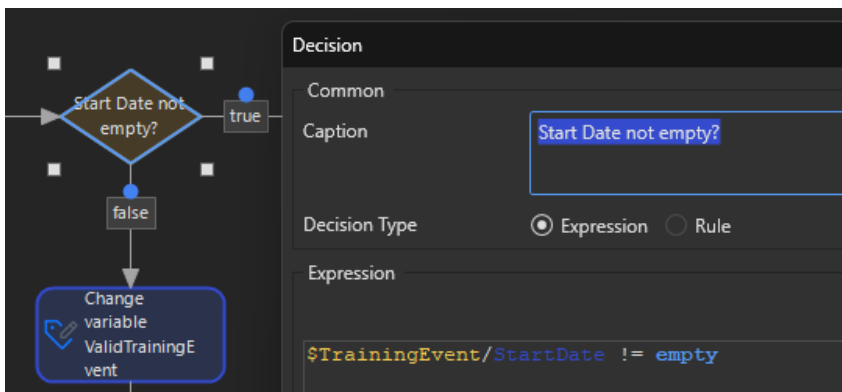 Decision
Common
Start Date not
empty?
true
Caption
Start Date not empty?
false
Decision Type
Expression
Rule
Expression
Change
variable
ValidTrainingE
vent
$TrainingEvent/StartDate != empty